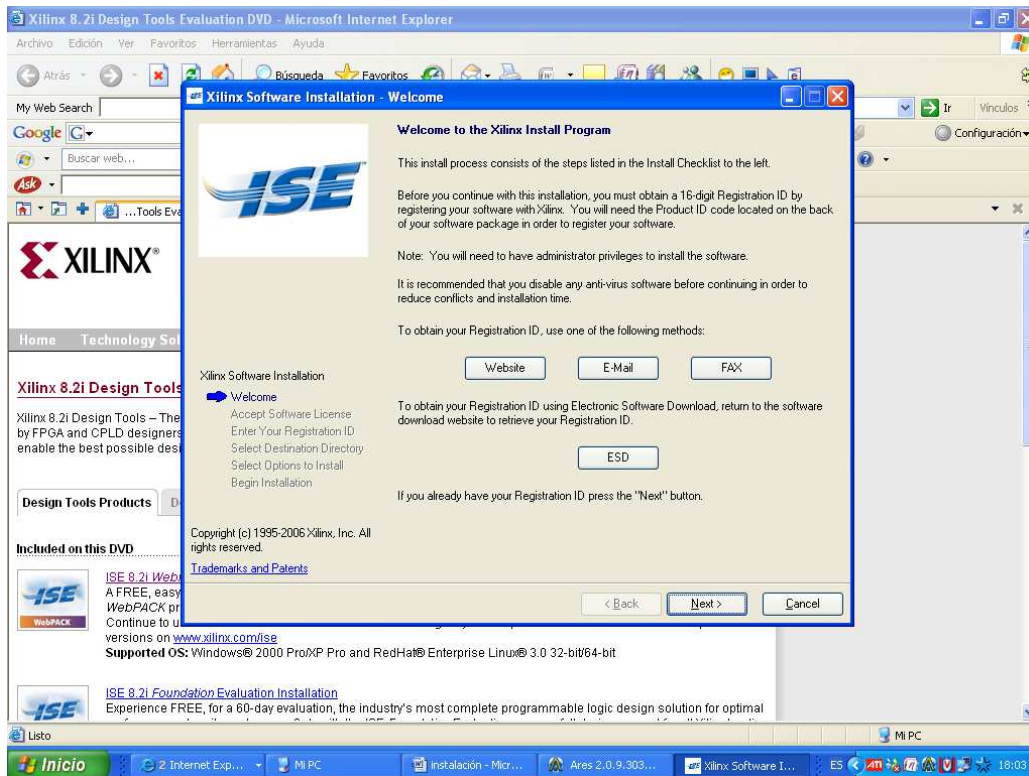 Xilinx 8.2i Design Tools Evaluation DVD - Microsoft Internet Explorer
Archivo Edición Ver Favoritos Herramientas Ayuda
Atrás Búsqueda Favoritos
My Web Search Ir Vínculos
Google G Configuración
Buscar web...
Ask
...Tools Eva
XILINX®
Home Technology Sol
Xilinx 8.2i Design Tools
Xilinx 8.2i Design Tools – The
by FPGA and CPLD designers
enable the best possible desi
Design Tools Products D
Included on this DVD
ISE
WebPACK
ISE 8.2i Web
A FREE, easy
WebPACK pr
Continue to u
versions on www.xilinx.com/ise
Supported OS: Windows® 2000 Pro/XP Pro and RedHat® Enterprise Linux® 3.0 32-bit/64-bit
ISE
ISE 8.2i Foundation Evaluation Installation
Experience FREE, for a 60-day evaluation, the industry's most complete programmable logic design solution for optimal
Xilinx Software Installation - Welcome
ISE
Xilinx Software Installation
Welcome
Accept Software License
Enter Your Registration ID
Select Destination Directory
Select Options to Install
Begin Installation
Copyright (c) 1995-2006 Xilinx, Inc. All
rights reserved.
Trademarks and Patents
Welcome to the Xilinx Install Program
This install process consists of the steps listed in the Install Checklist to the left.
Before you continue with this installation, you must obtain a 16-digit Registration ID by
registering your software with Xilinx. You will need the Product ID code located on the back
of your software package in order to register your software.
Note: You will need to have administrator privileges to install the software.
It is recommended that you disable any anti-virus software before continuing in order to
reduce conflicts and installation time.
To obtain your Registration ID, use one of the following methods:
Website E-Mail FAX
To obtain your Registration ID using Electronic Software Download, return to the software
download website to retrieve your Registration ID.
ESD
If you already have your Registration ID press the "Next" button.
< Back Next > Cancel
Listo Mi PC
Inicio 2 Internet Exp... Mi PC instalación - Micr... Ares 2.0.9.303... Xilinx Software I... ES 18:03